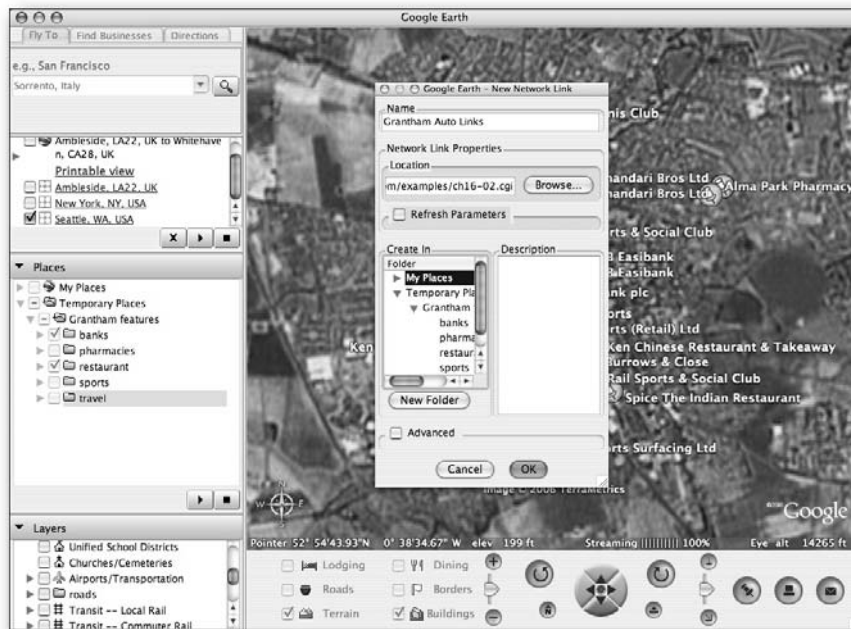 Google Earth
Fly To
Find Businesses
Directions
e.g., San Francisco
Sorrento, Italy
Ambleside, LA22, UK to Whitehave
n, CA28, UK
Printable view
Ambleside, LA22, UK
New York, NY, USA
Seattle, WA, USA
Places
My Places
Temporary Places
Grantham features
banks
pharmacies
restaurant
sports
travel
Layers
Unified School Districts
Churches/Cemeteries
Airports/Transportation
roads
Transit -- Local Rail
Transit -- Commuter Rail
Google Earth - New Network Link
Name
Grantham Auto Links
Network Link Properties
Location
m/examples/ch16-02.cgi
Browse...
Refresh Parameters
Create In
Description
Folder
My Places
Temporary Pla
Grantham
banks
pharma
restaur
sports
New Folder
Advanced
Cancel
OK
nis Club
handari Bros Ltd
handari Bros Ltd
Alma Park Pharmacy
rts & Social Club
Easibank
Easibank
nk plc
orts
rts (Retail) Ltd
Ken Chinese Restaurant & Takeaway
Burrows & Close
Rail Sports & Social Club
Spice The Indian Restaurant
orts Surfacing Ltd
Ken
N
W
E
Image © 2006 TerraMetrics
Google
Pointer 52° 54'43.93"N 0° 38'34.67" W elev 199 ft
Streaming |||||||||| 100%
Eye alt 14265 ft
Lodging
Dining
Roads
Borders
Terrain
Buildings
N